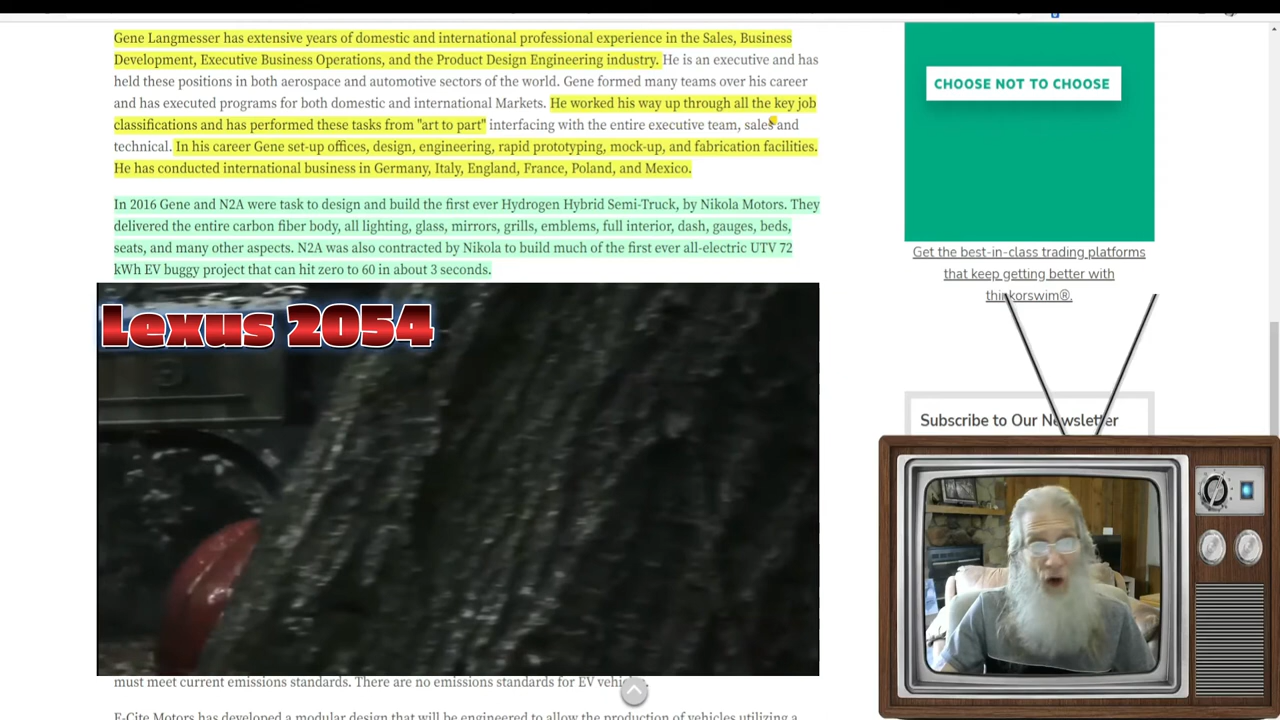 Gene Langmesser has extensive years of domestic and international professional experience in the Sales, Business
Development, Executive Business Operations, and the Product Design Engineering industry. He is an executive and has
held these positions in both aerospace and automotive sectors of the world. Gene formed many teams over his career
and has executed programs for both domestic and international Markets. He worked his way up through all the key job
classifications and has performed these tasks from "art to part" interfacing with the entire executive team, sales and
technical. In his career Gene set-up offices, design, engineering, rapid prototyping, mock-up, and fabrication facilities.
He has conducted international business in Germany, Italy, England, France, Poland, and Mexico.
In 2016 Gene and N2A were task to design and build the first ever Hydrogen Hybrid Semi-Truck, by Nikola Motors. They
delivered the entire carbon fiber body, all lighting, glass, mirrors, grills, emblems, full interior, dash, gauges, beds,
seats, and many other aspects. N2A was also contracted by Nikola to build much of the first ever all-electric UTV 72
kWh EV buggy project that can hit zero to 60 in about 3 seconds.
Lexus 2054
must meet current emissions standards. There are no emissions standards for EV
E-Cite Motors has developed a modular design that will be engineered to allow the production of vehicles utilizing a
CHOOSE NOT TO CHOOSE
Get the best-in-class trading platforms
that keep getting better with
thinkorswim®.
Subscribe to Our Newsletter